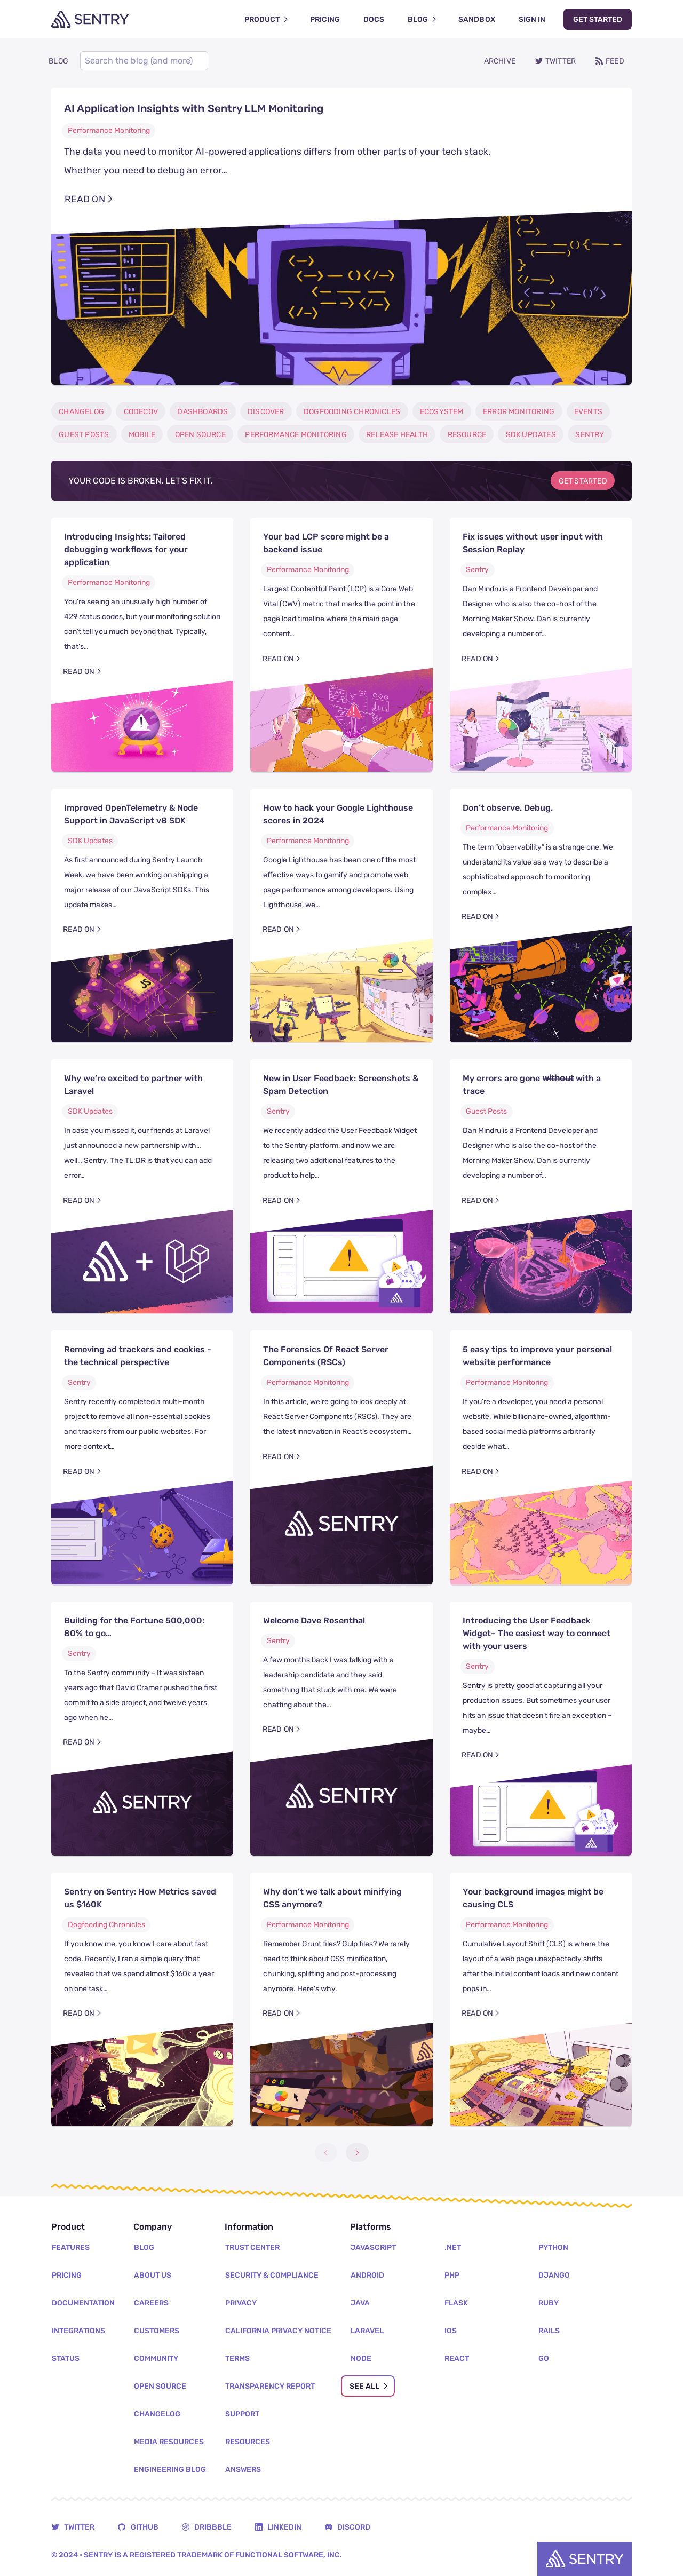 SENTRY
PRODUCT
PRICING
DOCS
BLOG
SANDBOX
SIGN IN
GET STARTED
BLOG
Search the blog (and more)
ARCHIVE
TWITTER
FEED
AI Application Insights with Sentry LLM Monitoring
Performance Monitoring
The data you need to monitor AI-powered applications differs from other parts of your tech stack.
Whether you need to debug an error…
READ ON
CHANGELOG
CODECOV
DASHBOARDS
DISCOVER
DOGFOODING CHRONICLES
ECOSYSTEM
ERROR MONITORING
EVENTS
GUEST POSTS
MOBILE
OPEN SOURCE
PERFORMANCE MONITORING
RELEASE HEALTH
RESOURCE
SDK UPDATES
SENTRY
YOUR CODE IS BROKEN. LET'S FIX IT.
GET STARTED
Introducing Insights: Tailored
debugging workflows for your
application
Performance Monitoring
You're seeing an unusually high number of
429 status codes, but your monitoring solution
can't tell you much beyond that. Typically,
that's…
READ ON
Your bad LCP score might be a
backend issue
Performance Monitoring
Largest Contentful Paint (LCP) is a Core Web
Vital (CWV) metric that marks the point in the
page load timeline where the main page
content…
READ ON
Fix issues without user input with
Session Replay
Sentry
Dan Mindru is a Frontend Developer and
Designer who is also the co-host of the
Morning Maker Show. Dan is currently
developing a number of…
READ ON
00:30
Improved OpenTelemetry & Node
Support in JavaScript v8 SDK
SDK Updates
As first announced during Sentry Launch
Week, we have been working on shipping a
major release of our JavaScript SDKs. This
update makes…
READ ON
How to hack your Google Lighthouse
scores in 2024
Performance Monitoring
Google Lighthouse has been one of the most
effective ways to gamify and promote web
page performance among developers. Using
Lighthouse, we…
READ ON
Don't observe. Debug.
Performance Monitoring
The term "observability" is a strange one. We
understand its value as a way to describe a
sophisticated approach to monitoring
complex…
READ ON
Why we're excited to partner with
Laravel
SDK Updates
In case you missed it, our friends at Laravel
just announced a new partnership with…
well… Sentry. The TL;DR is that you can add
error…
READ ON
New in User Feedback: Screenshots &
Spam Detection
Sentry
We recently added the User Feedback Widget
to the Sentry platform, and now we are
releasing two additional features to the
product to help…
READ ON
My errors are gone without with a
trace
Guest Posts
Dan Mindru is a Frontend Developer and
Designer who is also the co-host of the
Morning Maker Show. Dan is currently
developing a number of…
READ ON
Removing ad trackers and cookies -
the technical perspective
Sentry
Sentry recently completed a multi-month
project to remove all non-essential cookies
and trackers from our public websites. For
more context…
READ ON
The Forensics Of React Server
Components (RSCs)
Performance Monitoring
In this article, we're going to look deeply at
React Server Components (RSCs). They are
the latest innovation in React's ecosystem…
READ ON
SENTRY
5 easy tips to improve your personal
website performance
Performance Monitoring
If you're a developer, you need a personal
website. While billionaire-owned, algorithm-
based social media platforms arbitrarily
decide what…
READ ON
Building for the Fortune 500,000:
80% to go…
Sentry
To the Sentry community - It was sixteen
years ago that David Cramer pushed the first
commit to a side project, and twelve years
ago when he…
READ ON
SENTRY
Welcome Dave Rosenthal
Sentry
A few months back I was talking with a
leadership candidate and they said
something that stuck with me. We were
chatting about the…
READ ON
SENTRY
Introducing the User Feedback
Widget– The easiest way to connect
with your users
Sentry
Sentry is pretty good at capturing all your
production issues. But sometimes your user
hits an issue that doesn't fire an exception –
maybe…
READ ON
Sentry on Sentry: How Metrics saved
us $160K
Dogfooding Chronicles
If you know me, you know I care about fast
code. Recently, I ran a simple query that
revealed that we spend almost $160k a year
on one task…
READ ON
Why don't we talk about minifying
CSS anymore?
Performance Monitoring
Remember Grunt files? Gulp files? We rarely
need to think about CSS minification,
chunking, splitting and post-processing
anymore. Here's why.
READ ON
Your background images might be
causing CLS
Performance Monitoring
Cumulative Layout Shift (CLS) is where the
layout of a web page unexpectedly shifts
after the initial content loads and new content
pops in…
READ ON
Product
FEATURES
PRICING
DOCUMENTATION
INTEGRATIONS
STATUS
Company
BLOG
ABOUT US
CAREERS
CUSTOMERS
COMMUNITY
OPEN SOURCE
CHANGELOG
MEDIA RESOURCES
ENGINEERING BLOG
Information
TRUST CENTER
SECURITY & COMPLIANCE
PRIVACY
CALIFORNIA PRIVACY NOTICE
TERMS
TRANSPARENCY REPORT
SUPPORT
RESOURCES
ANSWERS
Platforms
JAVASCRIPT
ANDROID
JAVA
LARAVEL
NODE
.NET
PHP
FLASK
IOS
REACT
PYTHON
DJANGO
RUBY
RAILS
GO
SEE ALL
TWITTER
GITHUB
DRIBBBLE
LINKEDIN
DISCORD
© 2024 • SENTRY IS A REGISTERED TRADEMARK OF FUNCTIONAL SOFTWARE, INC.
SENTRY